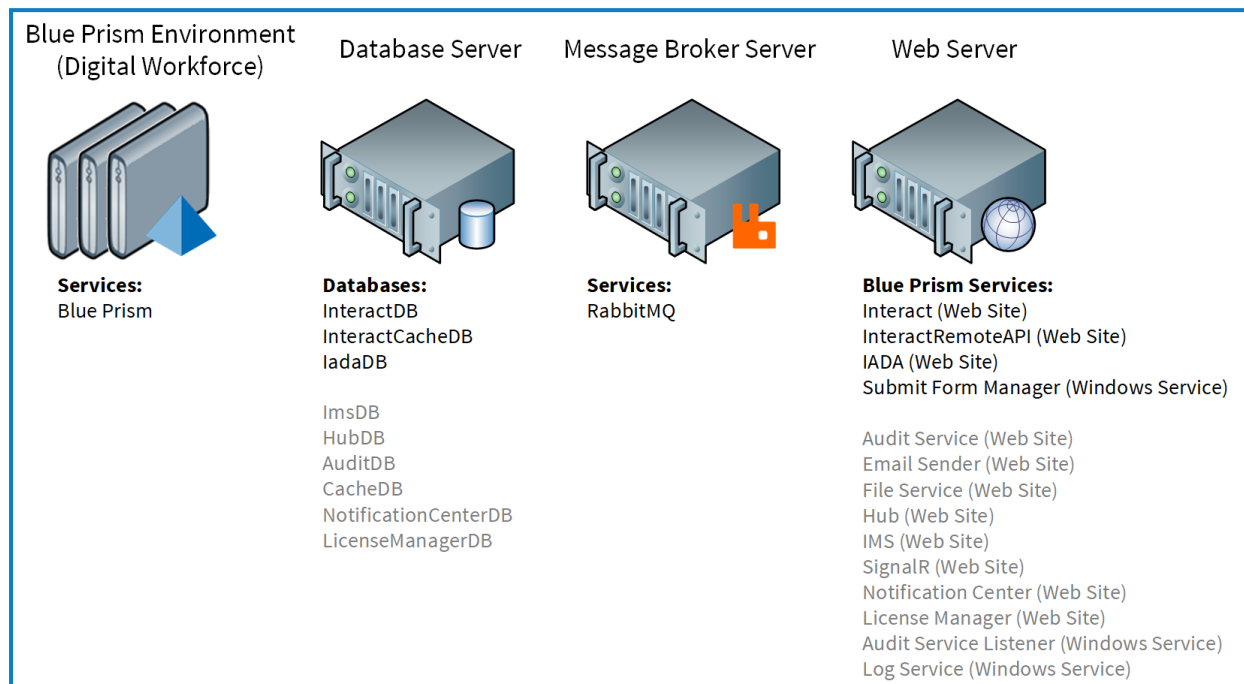 Blue Prism Environment
(Digital Workforce)
Database Server
Message Broker Server
Web Server
Services:
Blue Prism
Databases:
InteractDB
InteractCacheDB
IadaDB
ImsDB
HubDB
AuditDB
CacheDB
NotificationCenterDB
LicenseManagerDB
Services:
RabbitMQ
Blue Prism Services:
Interact (Web Site)
InteractRemoteAPI (Web Site)
IADA (Web Site)
Submit Form Manager (Windows Service)
Audit Service (Web Site)
Email Sender (Web Site)
File Service (Web Site)
Hub (Web Site)
IMS (Web Site)
SignalR (Web Site)
Notification Center (Web Site)
License Manager (Web Site)
Audit Service Listener (Windows Service)
Log Service (Windows Service)